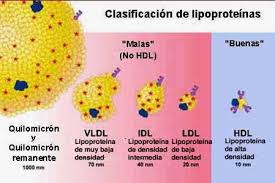 Clasificación de lipoproteínas
"Malas"
(No HDL)
"Buenas"
Quilomicrón
y
Quilomicrón
remanente
1000 nm
VLDL
Lipoproteína
de muy baja
densidad
70 nm
IDL
Lipoproteína
de densidad
intermedia
40 nm
LDL
Lipoproteína
de baja
densidad
20 nm
HDL
Lipoproteína
de alta
densidad
10 nm